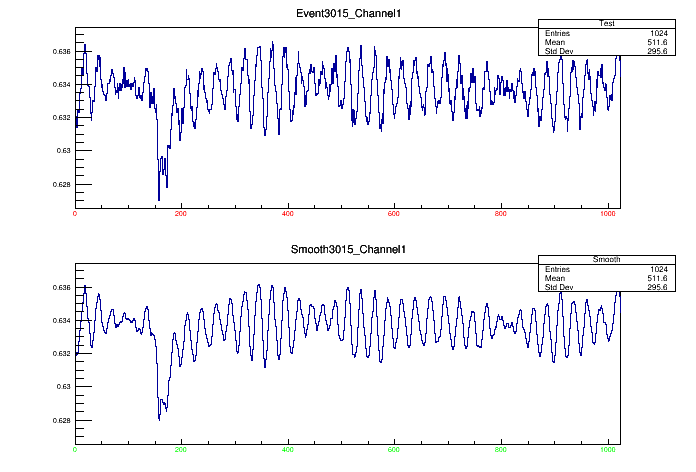 Event3015_Channel1
Test
Entries 1024
Mean 511.6
Std Dev 295.6
0.636
0.634
0.632
0.63
0.628
0 200 400 600 800 1000
Smooth3015_Channel1
Smooth
Entries 1024
Mean 511.6
Std Dev 295.6
0.636
0.634
0.632
0.63
0.628
0 200 400 600 800 1000